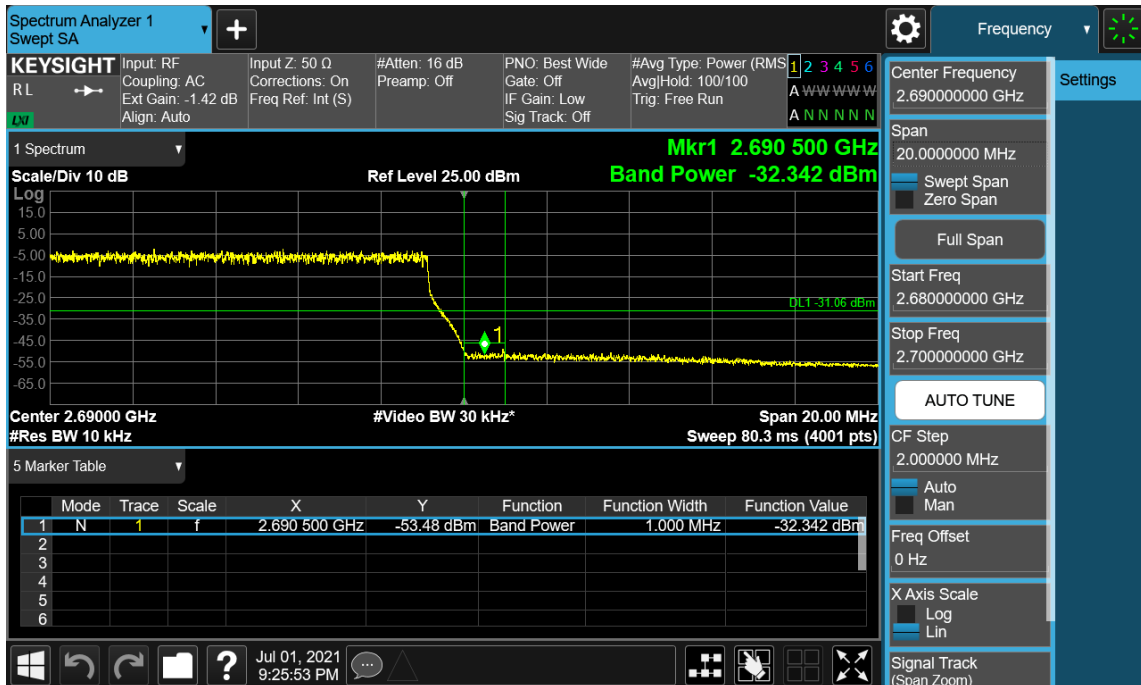 Spectrum Analyzer 1
Swept SA
Frequency
KEYSIGHT
RL
LXI
Input: RF
Coupling: AC
Ext Gain: -1.42 dB
Align: Auto
Input Z: 50 Ω
Corrections: On
Freq Ref: Int (S)
#Atten: 16 dB
Preamp: Off
PNO: Best Wide
Gate: Off
IF Gain: Low
Sig Track: Off
#Avg Type: Power (RMS
Avg|Hold: 100/100
Trig: Free Run
1 2 3 4 5 6
A W W W W W
A N N N N N
1 Spectrum
Mkr1 2.690 500 GHz
Scale/Div 10 dB
Ref Level 25.00 dBm
Band Power -32.342 dBm
Log
15.0
5.00
-5.00
-15.0
-25.0
-35.0
-45.0
-55.0
-65.0
DL1 -31.06 dBm
1
Center 2.69000 GHz
#Video BW 30 kHz*
Span 20.00 MHz
#Res BW 10 kHz
Sweep 80.3 ms (4001 pts)
5 Marker Table
Mode Trace Scale X Y Function Function Width Function Value
1 N 1 f 2.690 500 GHz -53.48 dBm Band Power 1.000 MHz -32.342 dBm
2
3
4
5
6
Jul 01, 2021
9:25:53 PM
Center Frequency
2.690000000 GHz
Span
20.0000000 MHz
Swept Span
Zero Span
Full Span
Start Freq
2.680000000 GHz
Stop Freq
2.700000000 GHz
AUTO TUNE
CF Step
2.000000 MHz
Auto
Man
Freq Offset
0 Hz
X Axis Scale
Log
Lin
Signal Track
(Span Zoom)
Settings